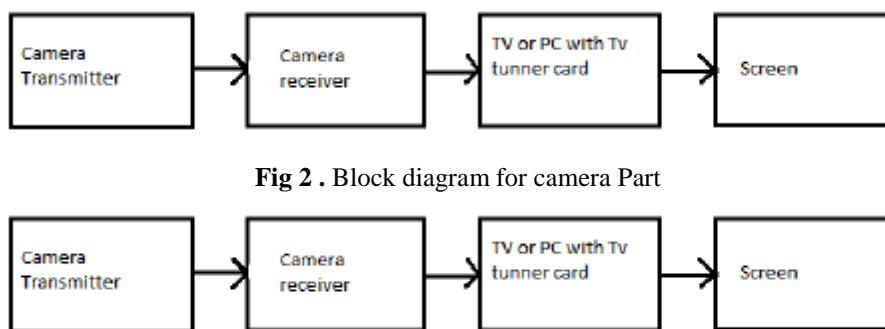 Camera
Transmitter
Camera
receiver
TV or PC with Tv
tunner card
Screen
Fig 2 . Block diagram for camera Part
Camera
Transmitter
Camera
receiver
TV or PC with Tv
tunner card
Screen